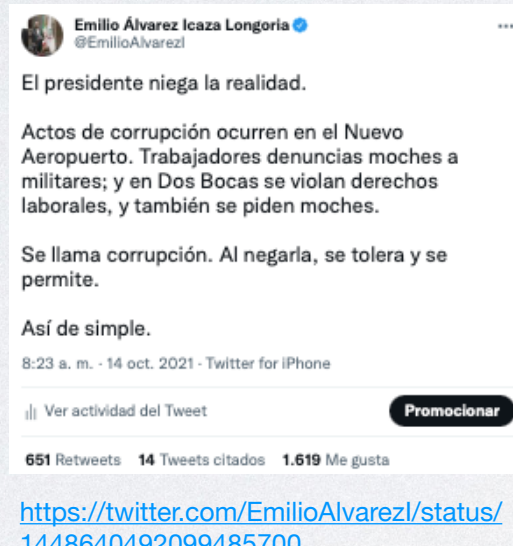 Emilio Álvarez Icaza Longoria
@EmilioAlvarezI
El presidente niega la realidad.
Actos de corrupción ocurren en el Nuevo
Aeropuerto. Trabajadores denuncias moches a
militares; y en Dos Bocas se violan derechos
laborales, y también se piden moches.
Se llama corrupción. Al negarla, se tolera y se
permite.
Así de simple.
8:23 a. m. · 14 oct. 2021 · Twitter for iPhone
Ver actividad del Tweet
Promocionar
651 Retweets 14 Tweets citados 1.619 Me gusta
https://twitter.com/EmilioAlvarezI/status/
1448640492099485700